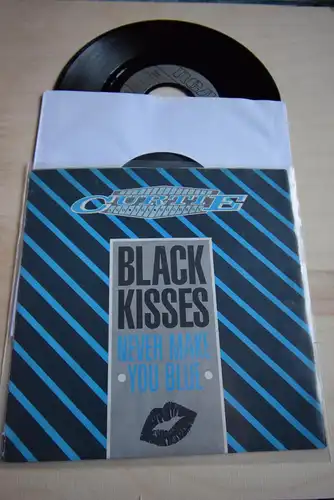 CURTIE
BLACK
KISSES
NEVER MAKE
• YOU BLUE •